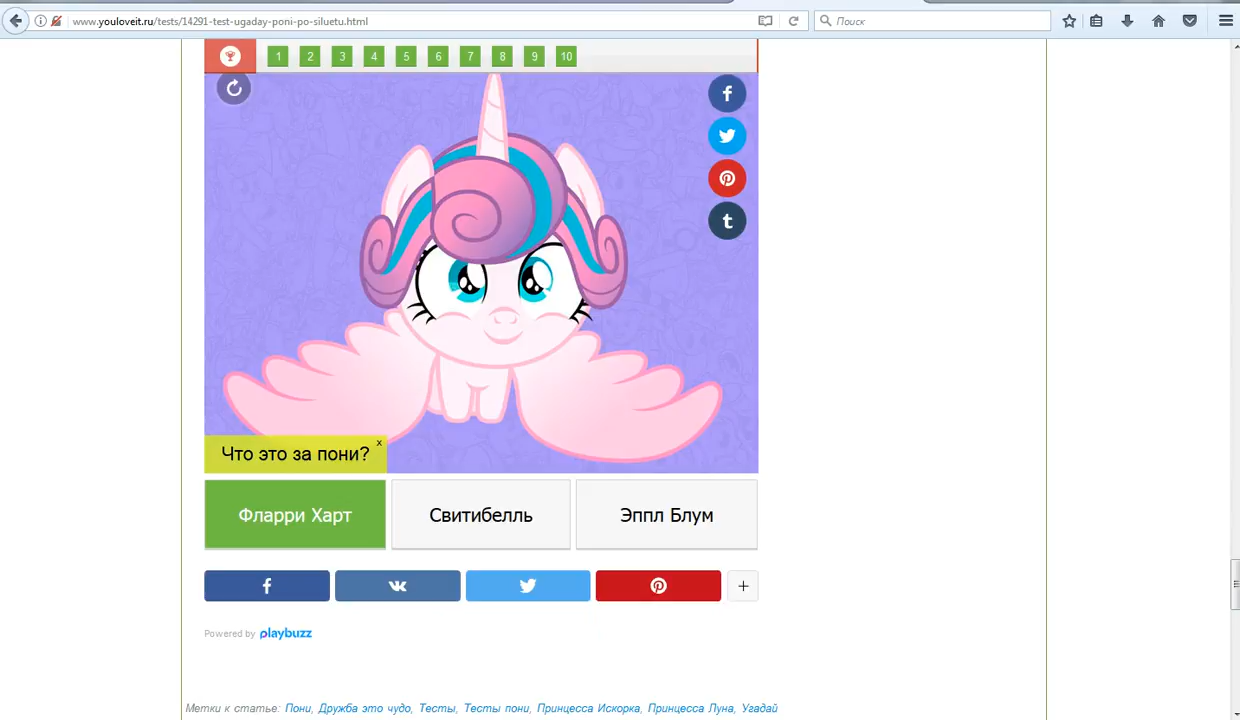 www.youloveit.ru/tests/14291-test-ugaday-poni-po-siluetu.html
Поиск
1 2 3 4 5 6 7 8 9 10
Что это за пони?
x
Фларри Харт
Свитибелль
Эппл Блум
+
Powered by playbuzz
Метки к статье: Пони, Дружба это чудо, Тесты, Тесты пони, Принцесса Искорка, Принцесса Луна, Угадай